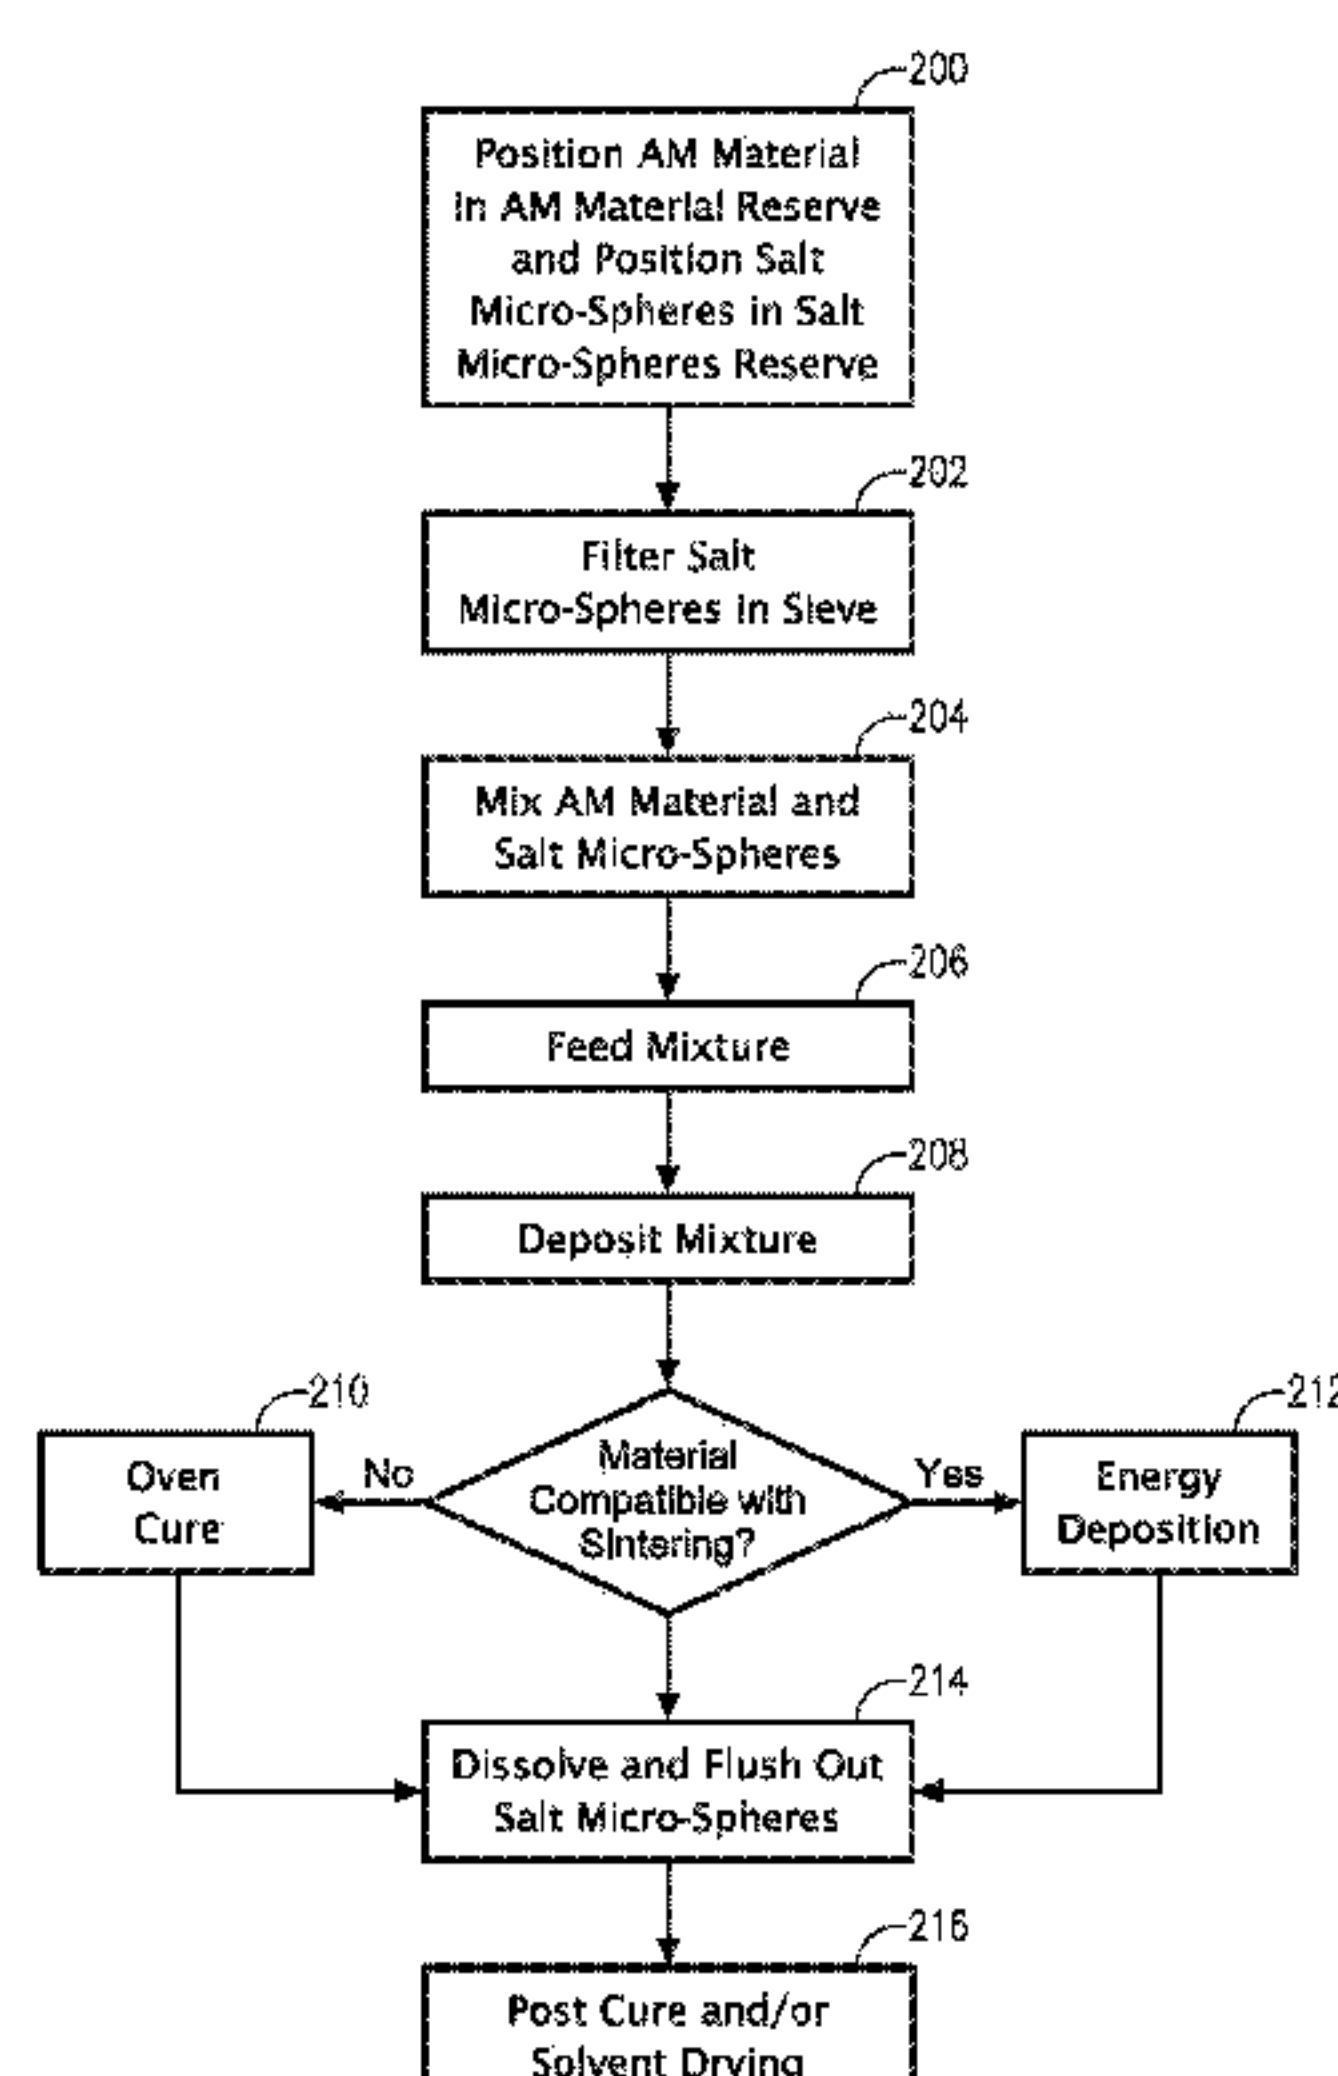 200
Position AM Material
in AM Material Reserve
and Position Salt
Micro-Spheres in Salt
Micro-Spheres Reserve
202
Filter Salt
Micro-Spheres in Sieve
204
Mix AM Material and
Salt Micro-Spheres
206
Feed Mixture
208
Deposit Mixture
210
Oven
Cure
No
Material
Compatible with
Sintering?
Yes
212
Energy
Deposition
214
Dissolve and Flush Out
Salt Micro-Spheres
216
Post Cure and/or
Solvent Drying